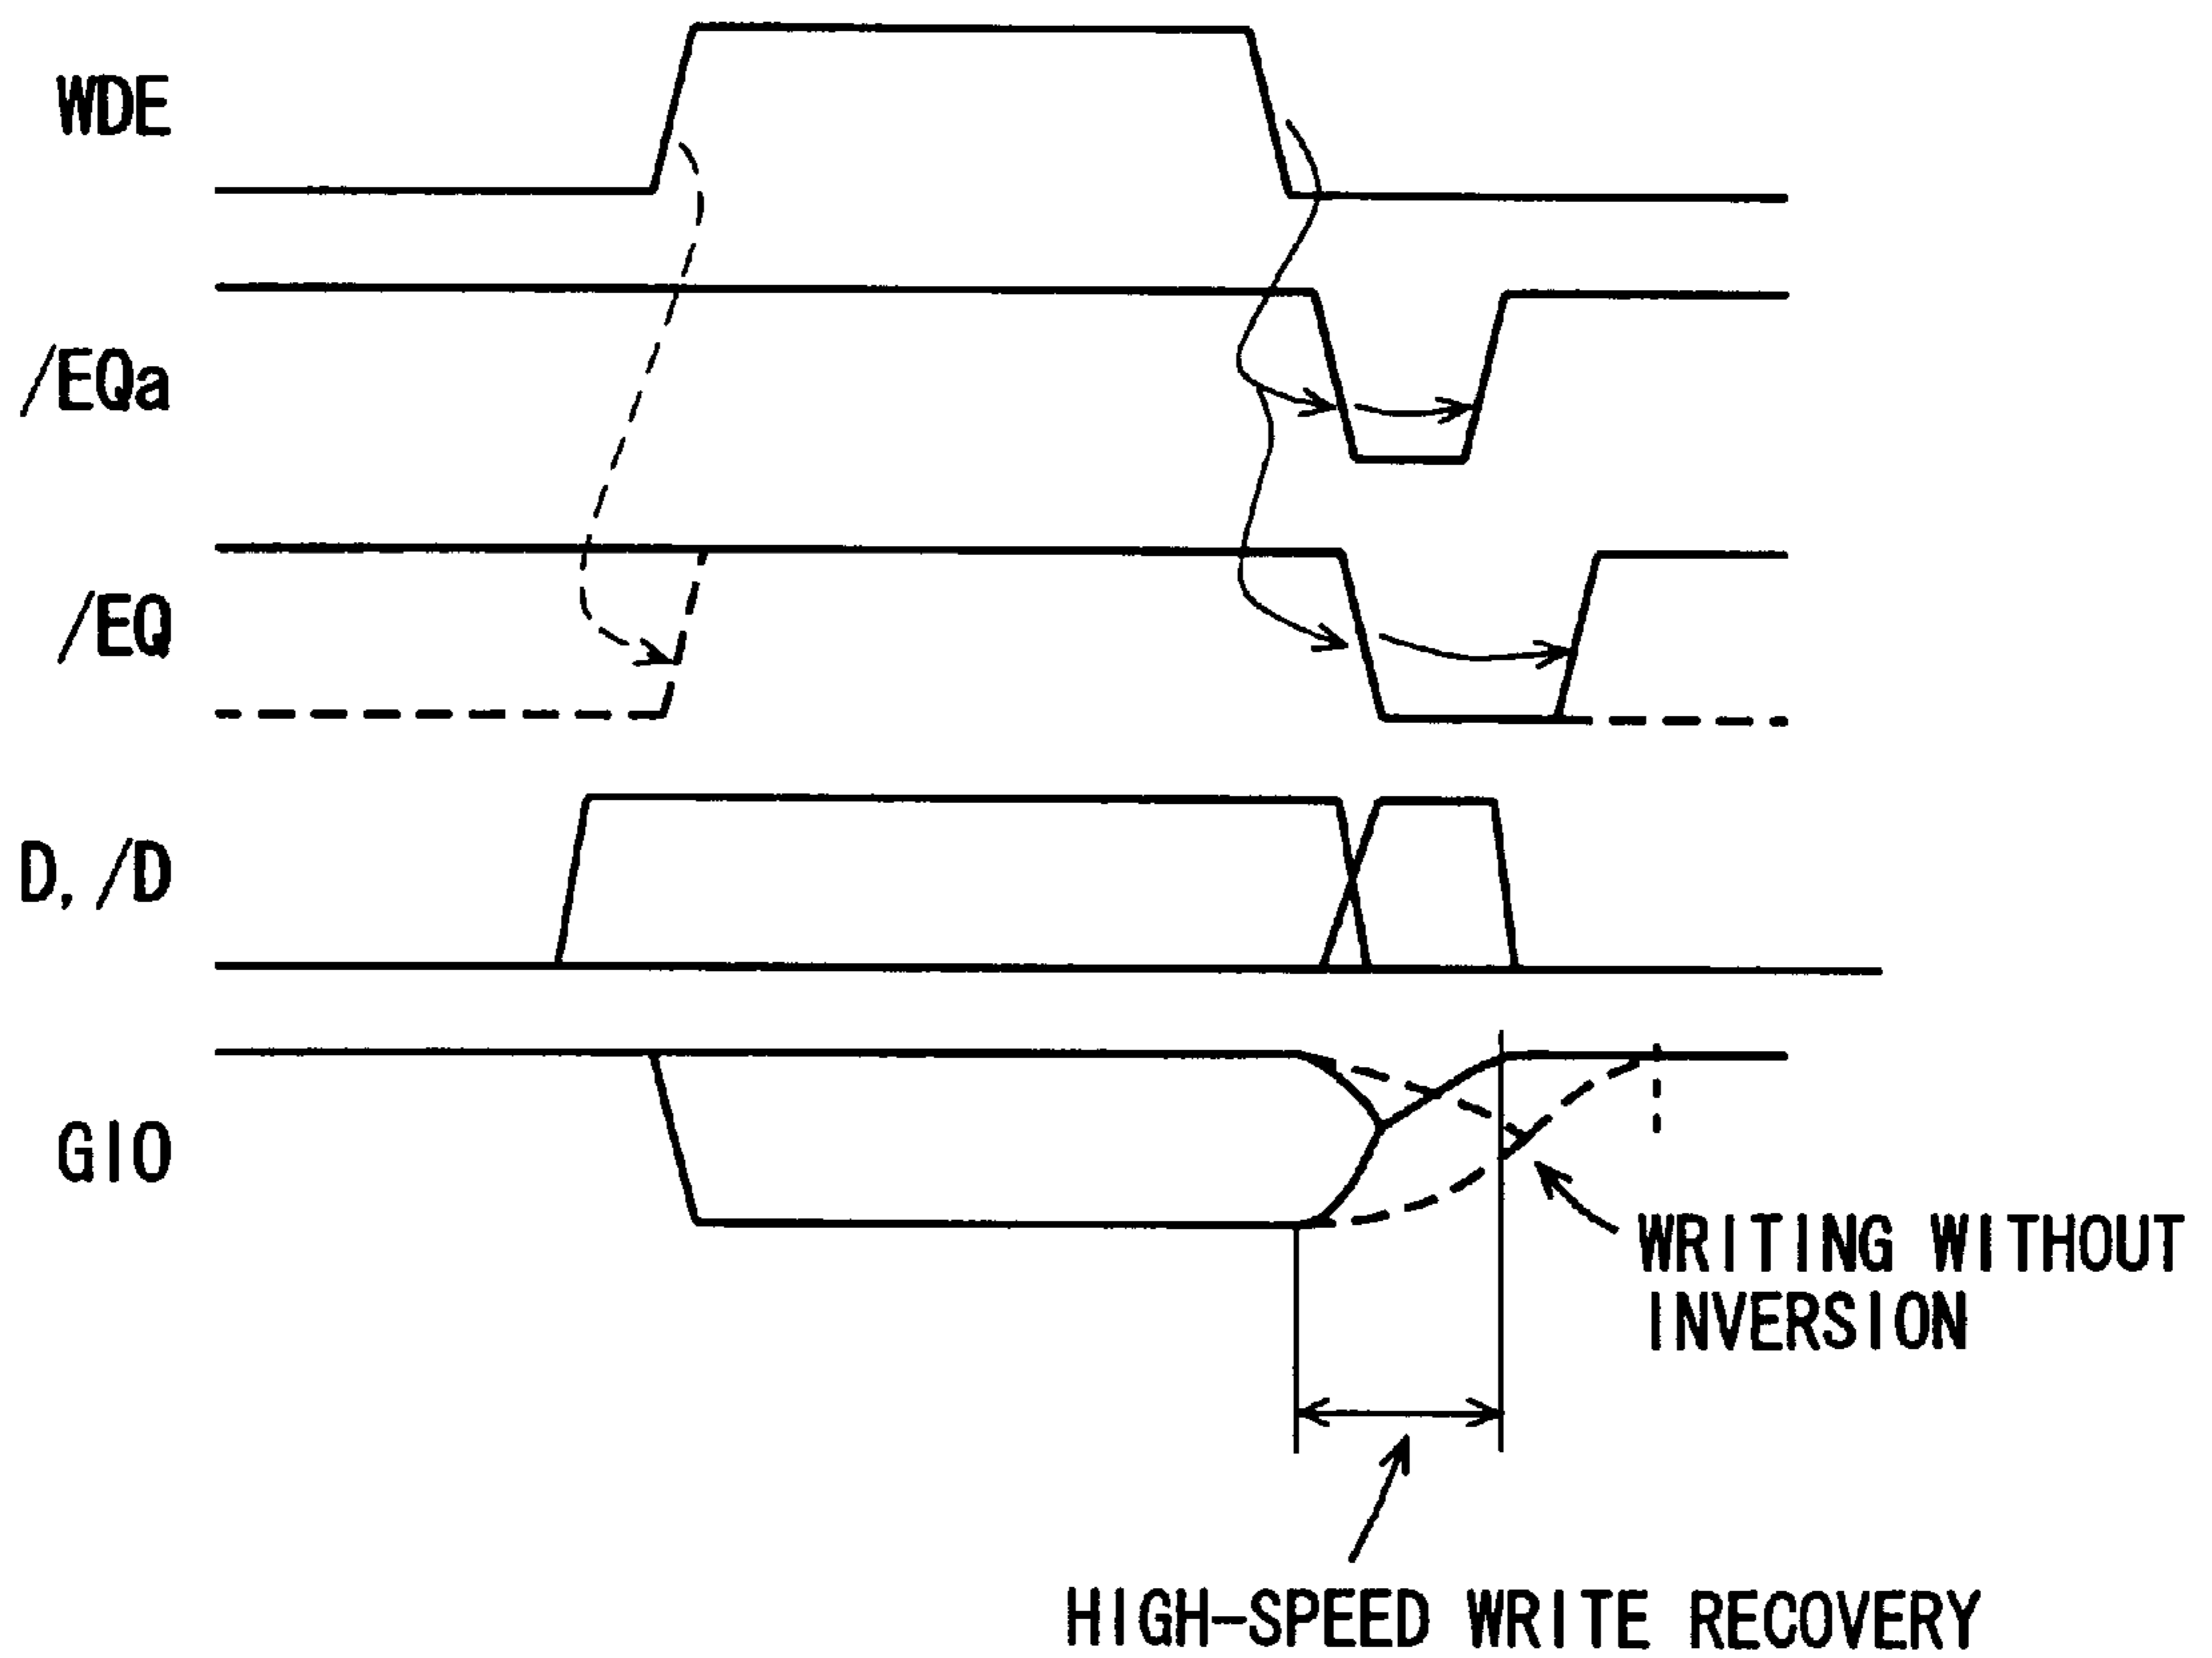 WDE
/EQa
/EQ
D, /D
GIO
WRITING WITHOUT
INVERSION
HIGH-SPEED WRITE RECOVERY